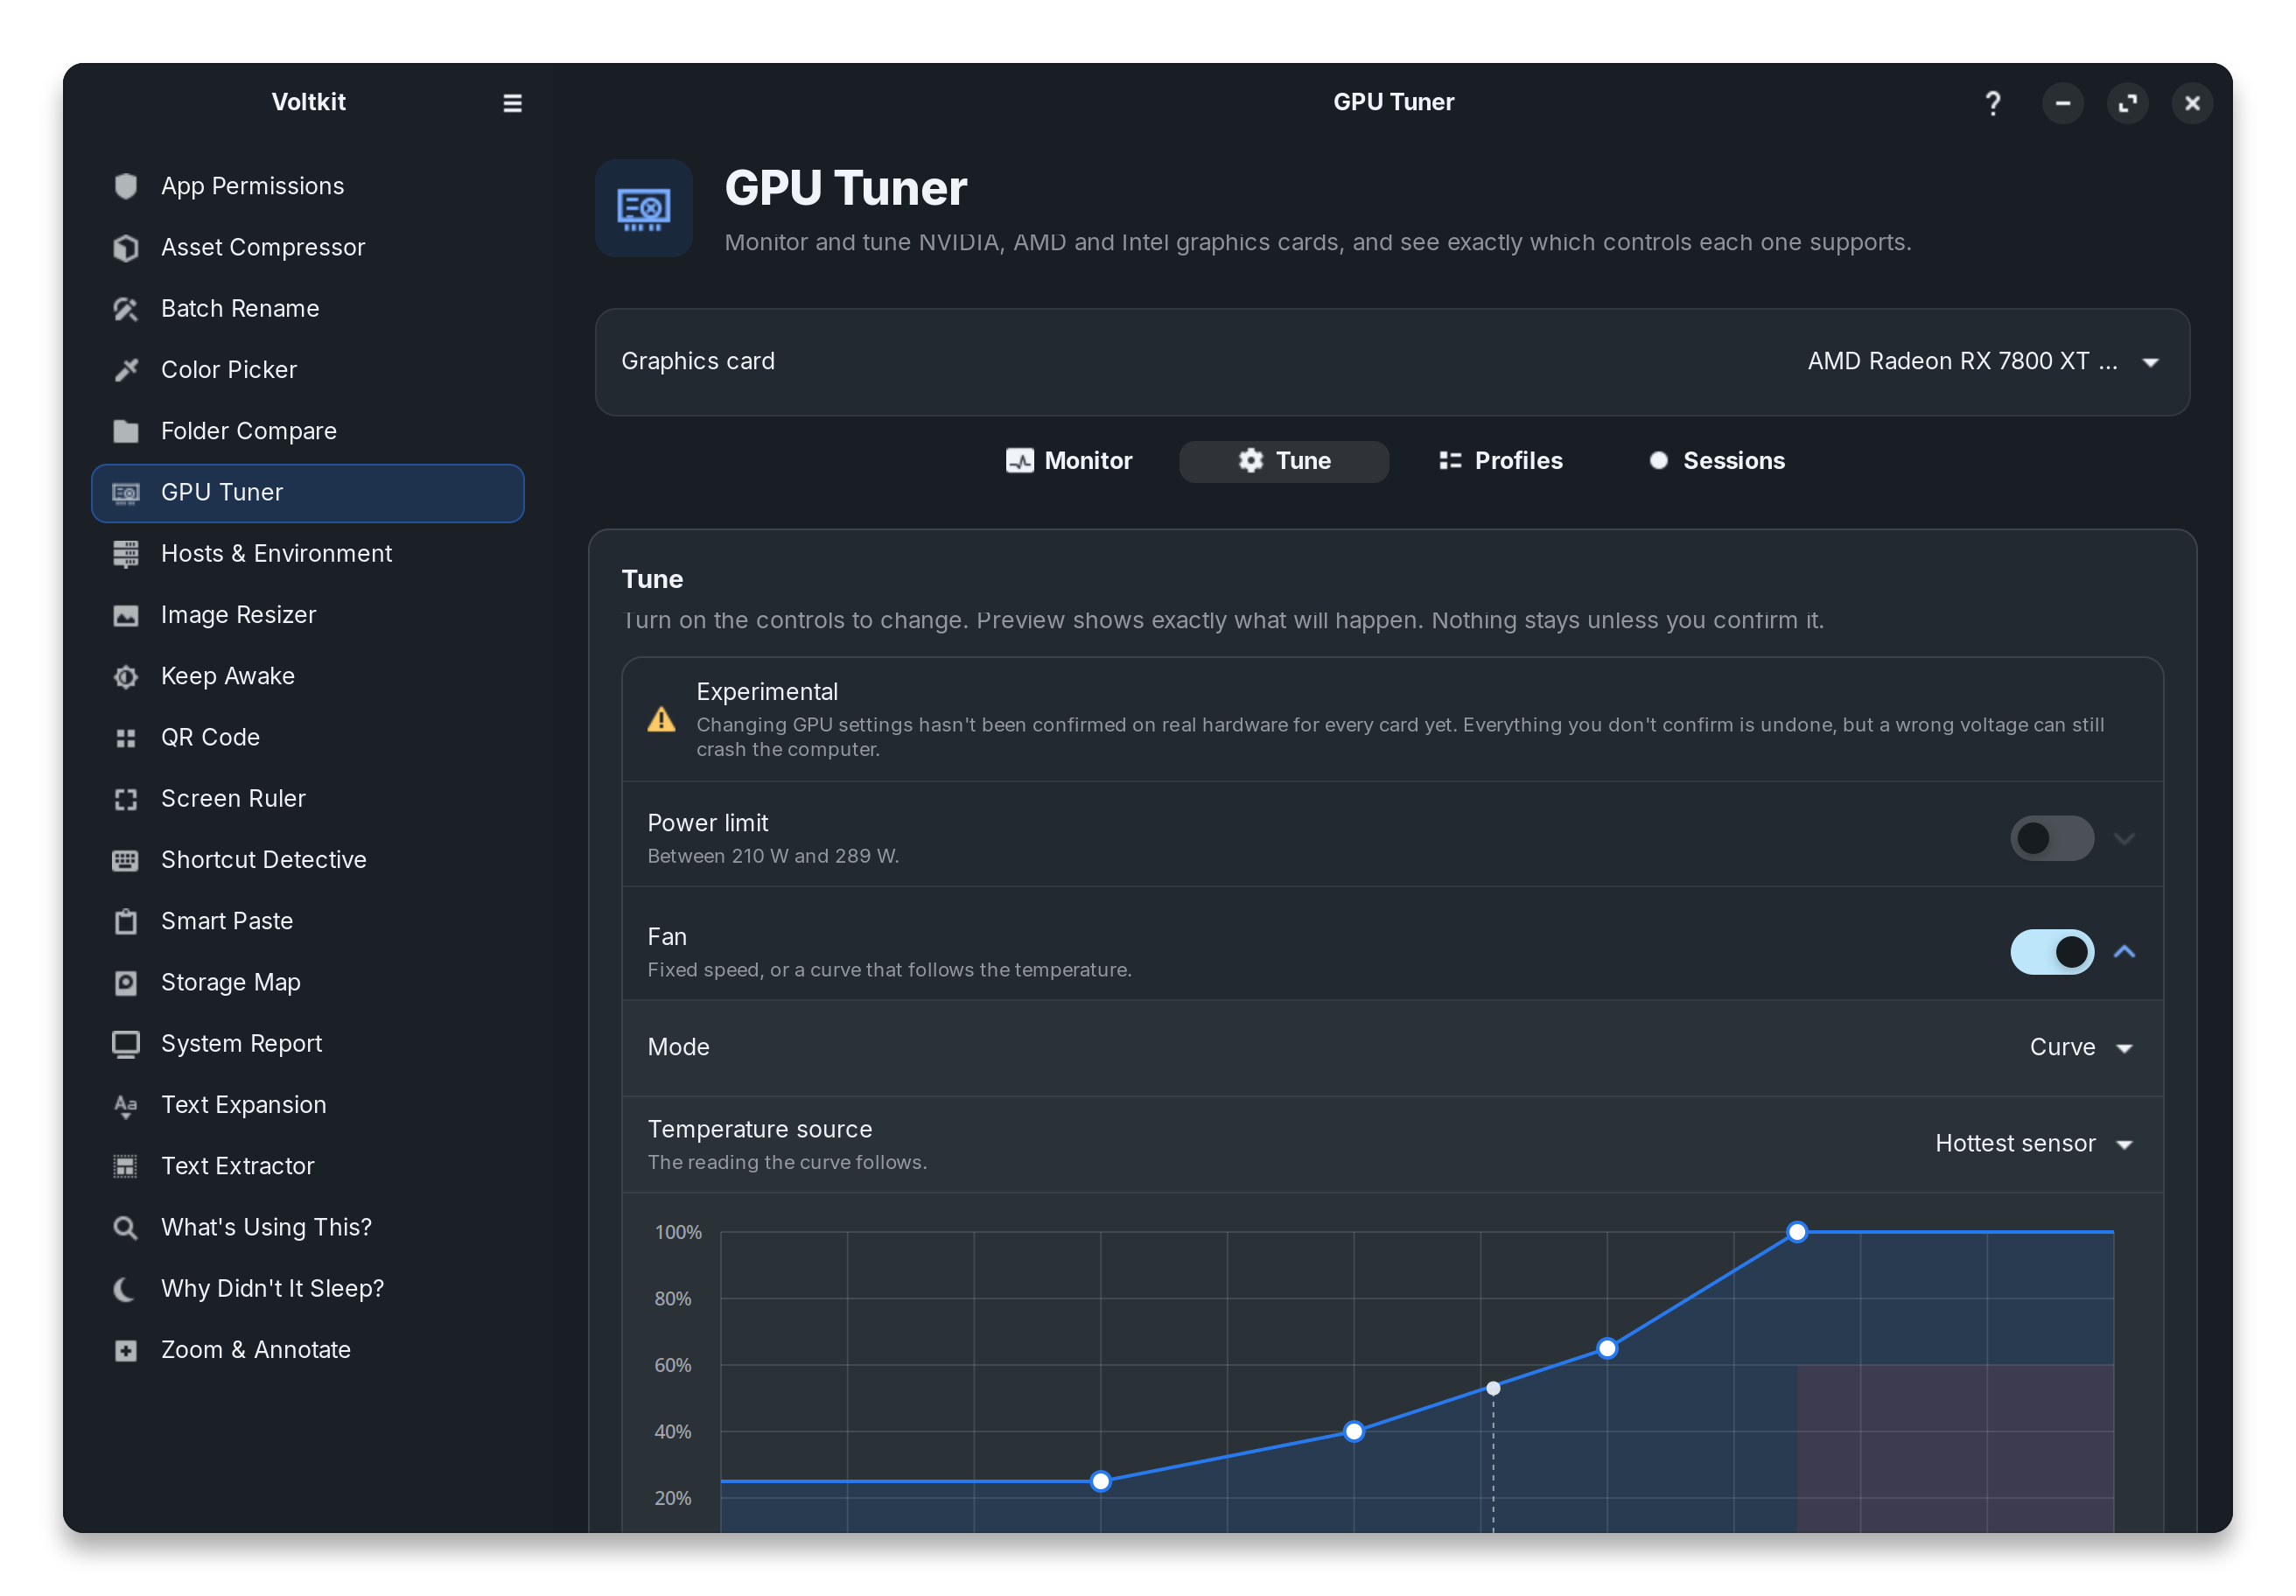 Voltkit
GPU Tuner
?
App Permissions
Asset Compressor
Batch Rename
Color Picker
Folder Compare
GPU Tuner
Hosts & Environment
Image Resizer
Keep Awake
QR Code
Screen Ruler
Shortcut Detective
Smart Paste
Storage Map
System Report
Text Expansion
Text Extractor
What's Using This?
Why Didn't It Sleep?
Zoom & Annotate
GPU Tuner
Monitor and tune NVIDIA, AMD and Intel graphics cards, and see exactly which controls each one supports.
Graphics card
AMD Radeon RX 7800 XT ...
Monitor
Tune
Profiles
Sessions
Tune
Turn on the controls to change. Preview shows exactly what will happen. Nothing stays unless you confirm it.
Experimental
Changing GPU settings hasn't been confirmed on real hardware for every card yet. Everything you don't confirm is undone, but a wrong voltage can still
crash the computer.
Power limit
Between 210 W and 289 W.
Fan
Fixed speed, or a curve that follows the temperature.
Mode
Curve
Temperature source
The reading the curve follows.
Hottest sensor
100%
80%
60%
40%
20%